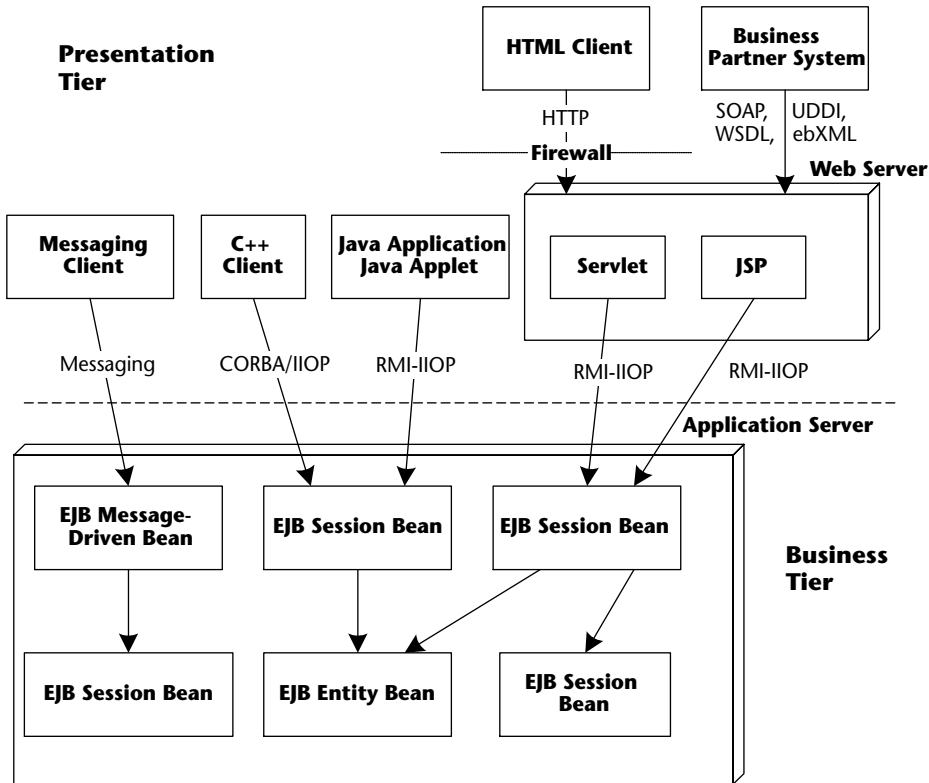 Presentation
Tier
HTML Client
Business
Partner System
HTTP
SOAP,
WSDL,
UDDI,
ebXML
Firewall
Web Server
Messaging
Client
C++
Client
Java Application
Java Applet
Servlet
JSP
Messaging
CORBA/IIOP
RMI-IIOP
RMI-IIOP
RMI-IIOP
Application Server
EJB Message-
Driven Bean
EJB Session Bean
EJB Session Bean
Business
Tier
EJB Session Bean
EJB Entity Bean
EJB Session
Bean